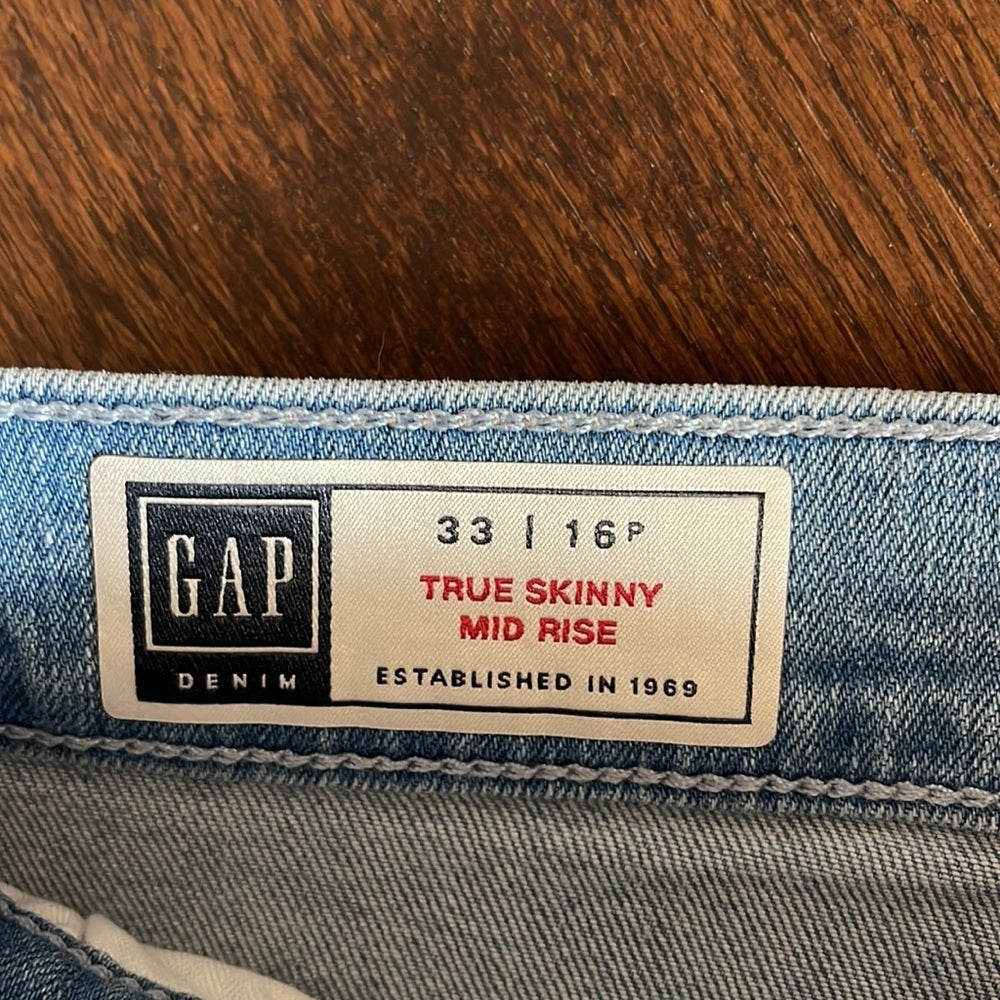 GAP
DENIM
33 | 16P
TRUE SKINNY
MID RISE
ESTABLISHED IN 1969